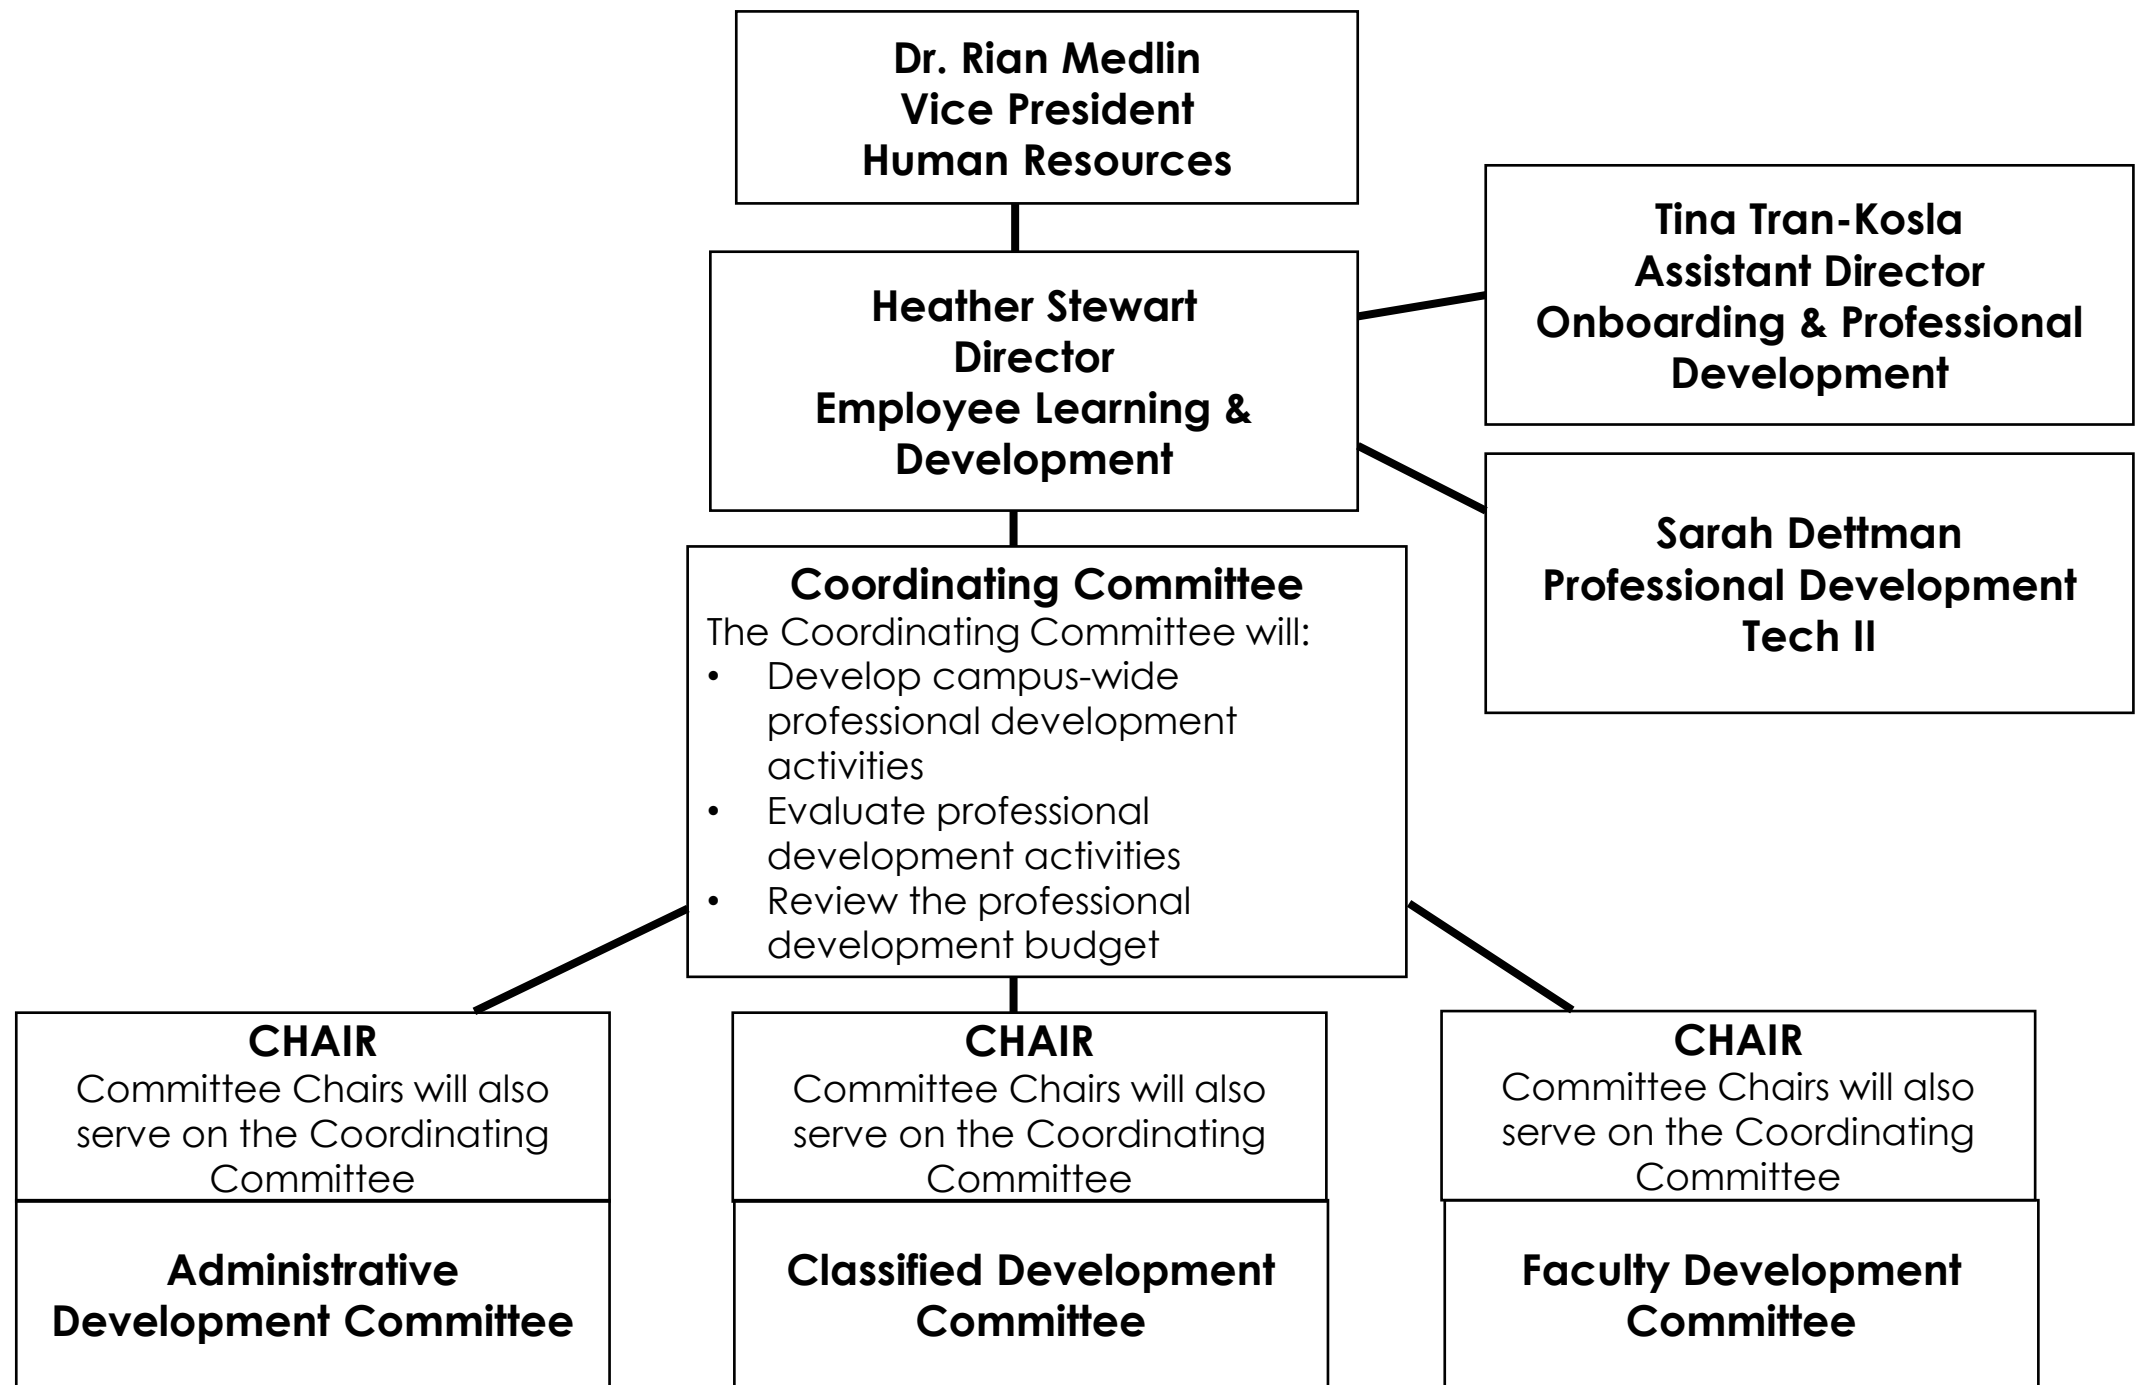 Dr. Rian Medlin
Vice President
Human Resources
Tina Tran-Kosla
Assistant Director
Onboarding & Professional
Development
Heather Stewart
Director
Employee Learning &
Development
Sarah Dettman
Professional Development
Tech II
Coordinating Committee
The Coordinating Committee will:
• Develop campus-wide
professional development
activities
• Evaluate professional
development activities
• Review the professional
development budget
CHAIR
Committee Chairs will also
serve on the Coordinating
Committee
Administrative
Development Committee
CHAIR
Committee Chairs will also
serve on the Coordinating
Committee
Classified Development
Committee
CHAIR
Committee Chairs will also
serve on the Coordinating
Committee
Faculty Development
Committee